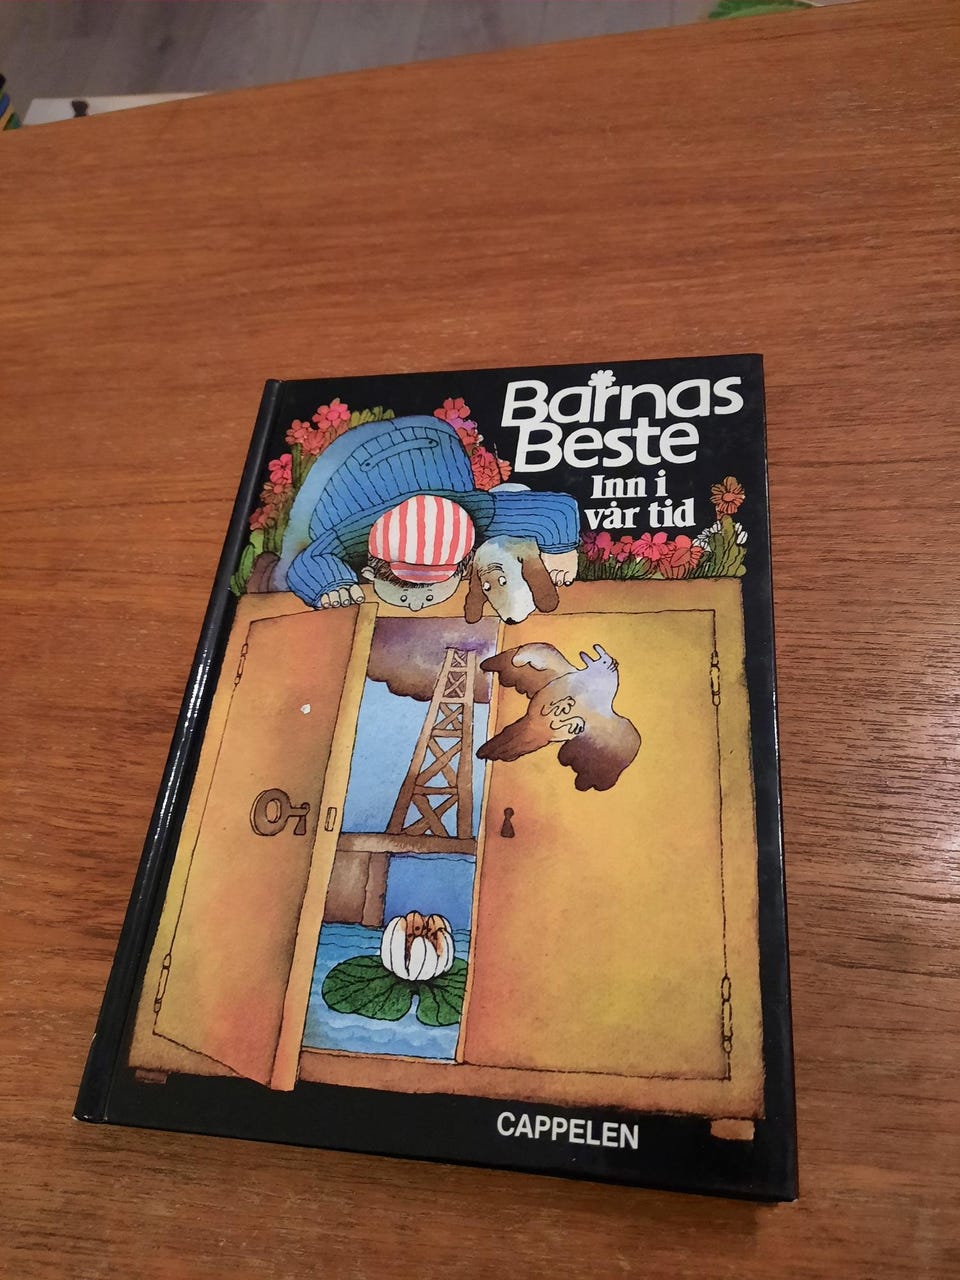 Barnas
Beste
Inn i
vår tid
CAPPELEN